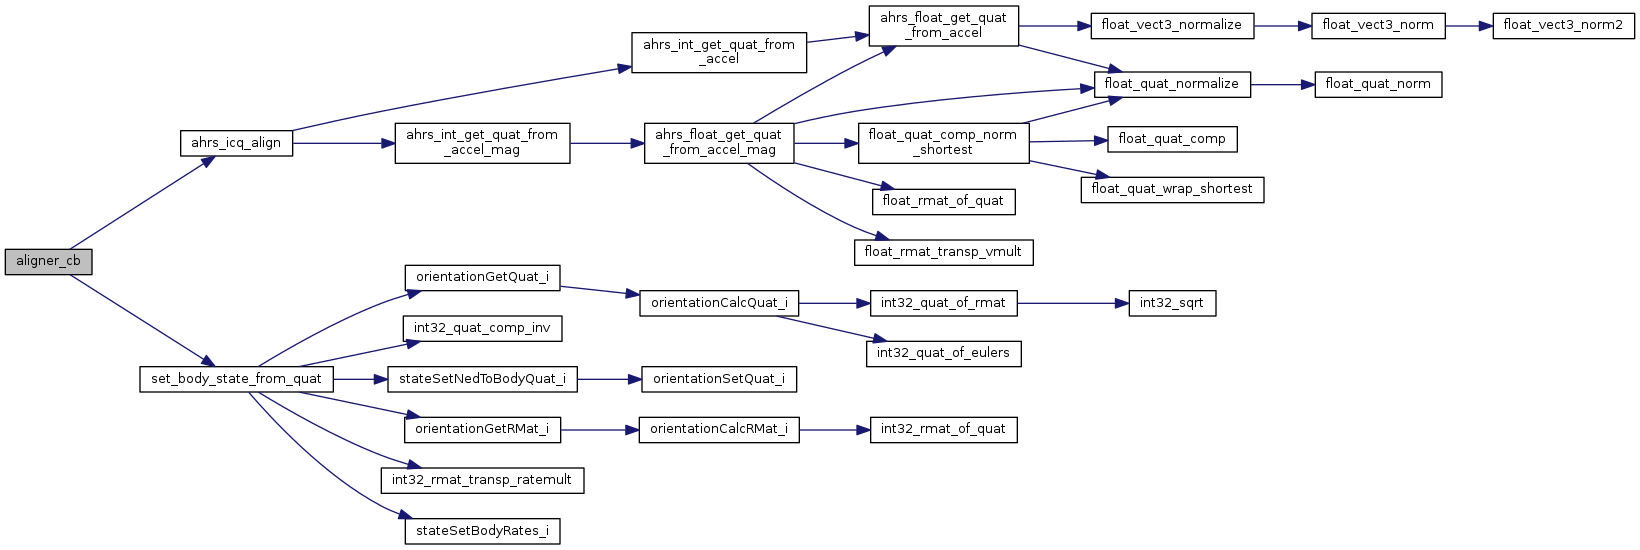 aligner_cb
ahrs_icq_align
ahrs_int_get_quat_from
_accel
ahrs_float_get_quat
_from_accel
float_vect3_normalize
float_vect3_norm
float_vect3_norm2
float_quat_normalize
float_quat_norm
ahrs_int_get_quat_from
_accel_mag
ahrs_float_get_quat
_from_accel_mag
float_quat_comp_norm
_shortest
float_quat_comp
float_quat_wrap_shortest
float_rmat_of_quat
float_rmat_transp_vmult
set_body_state_from_quat
orientationGetQuat_i
orientationCalcQuat_i
int32_quat_of_rmat
int32_sqrt
int32_quat_of_eulers
int32_quat_comp_inv
stateSetNedToBodyQuat_i
orientationSetQuat_i
orientationGetRMat_i
orientationCalcRMat_i
int32_rmat_of_quat
int32_rmat_transp_ratemult
stateSetBodyRates_i